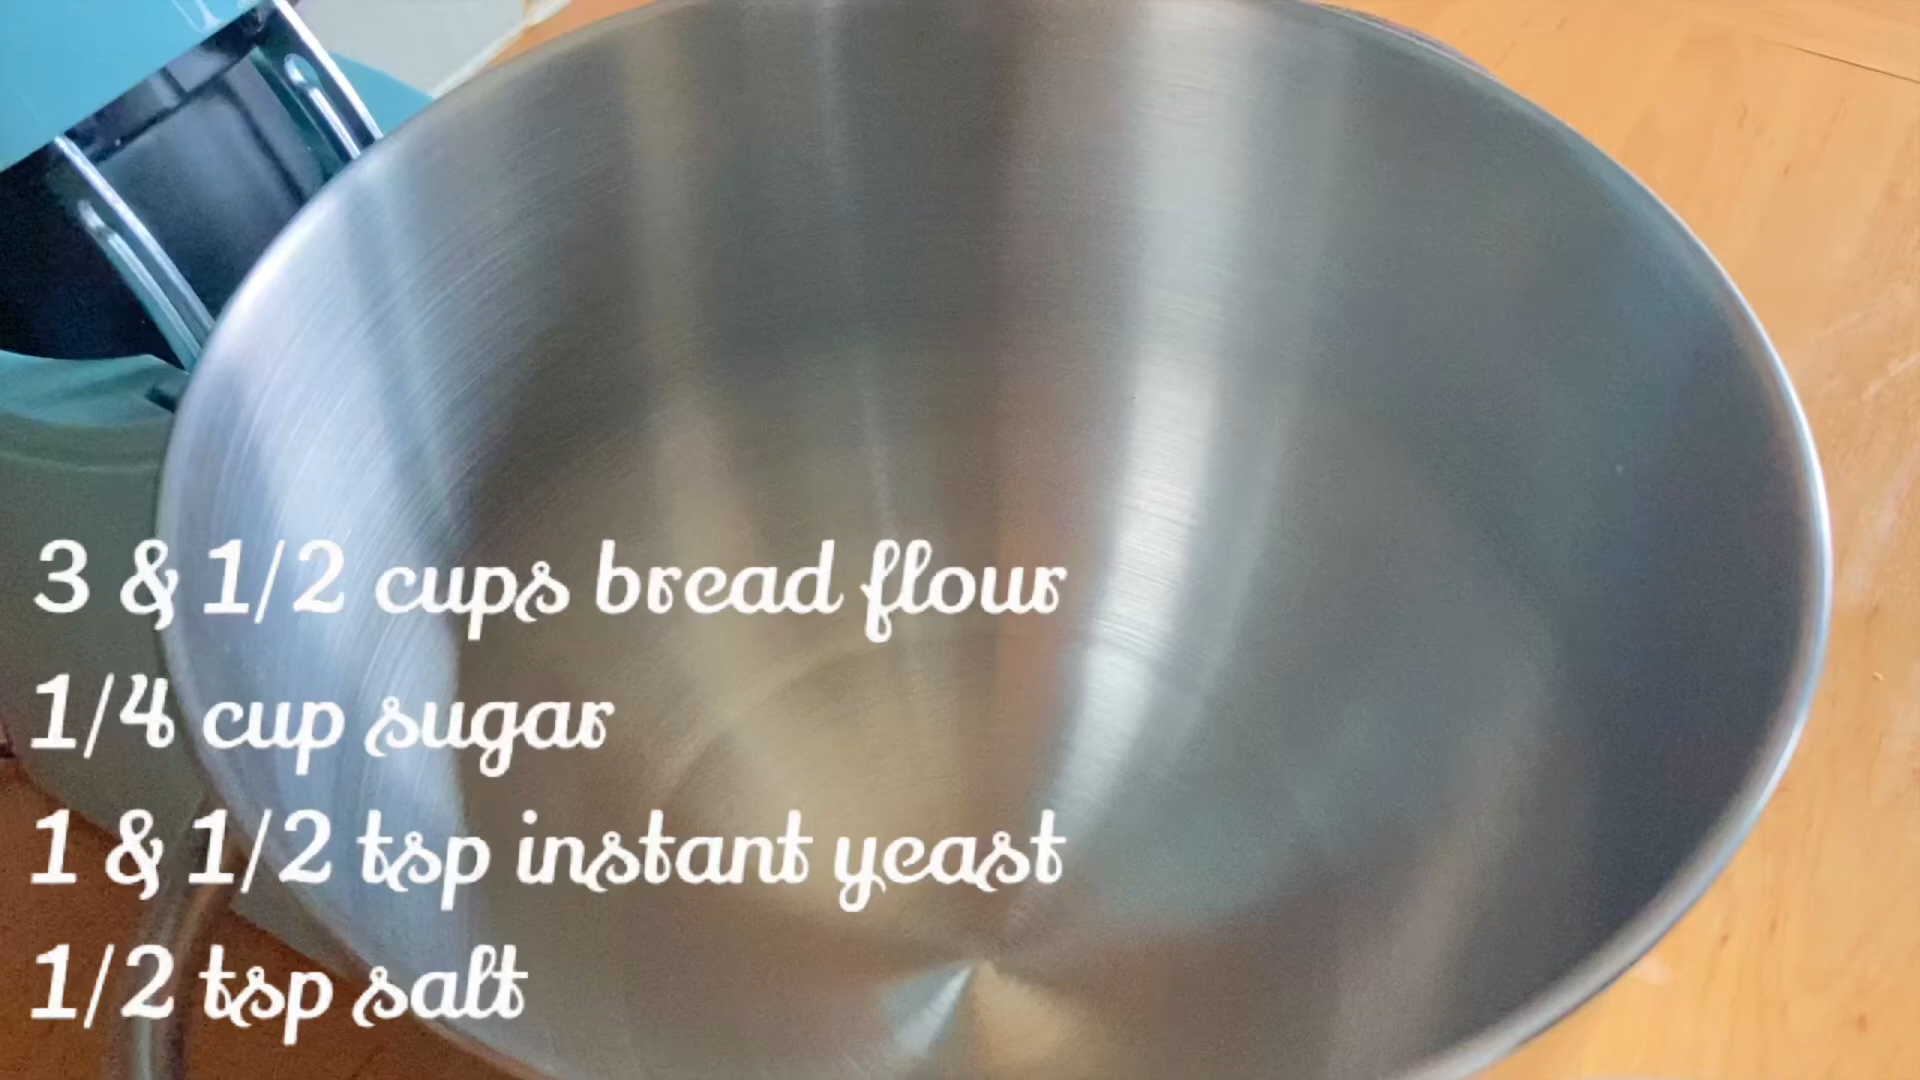 3 & 1/2 cups bread flour
1/4 cup sugar
1 & 1/2 tsp instant yeast
1/2 tsp salt